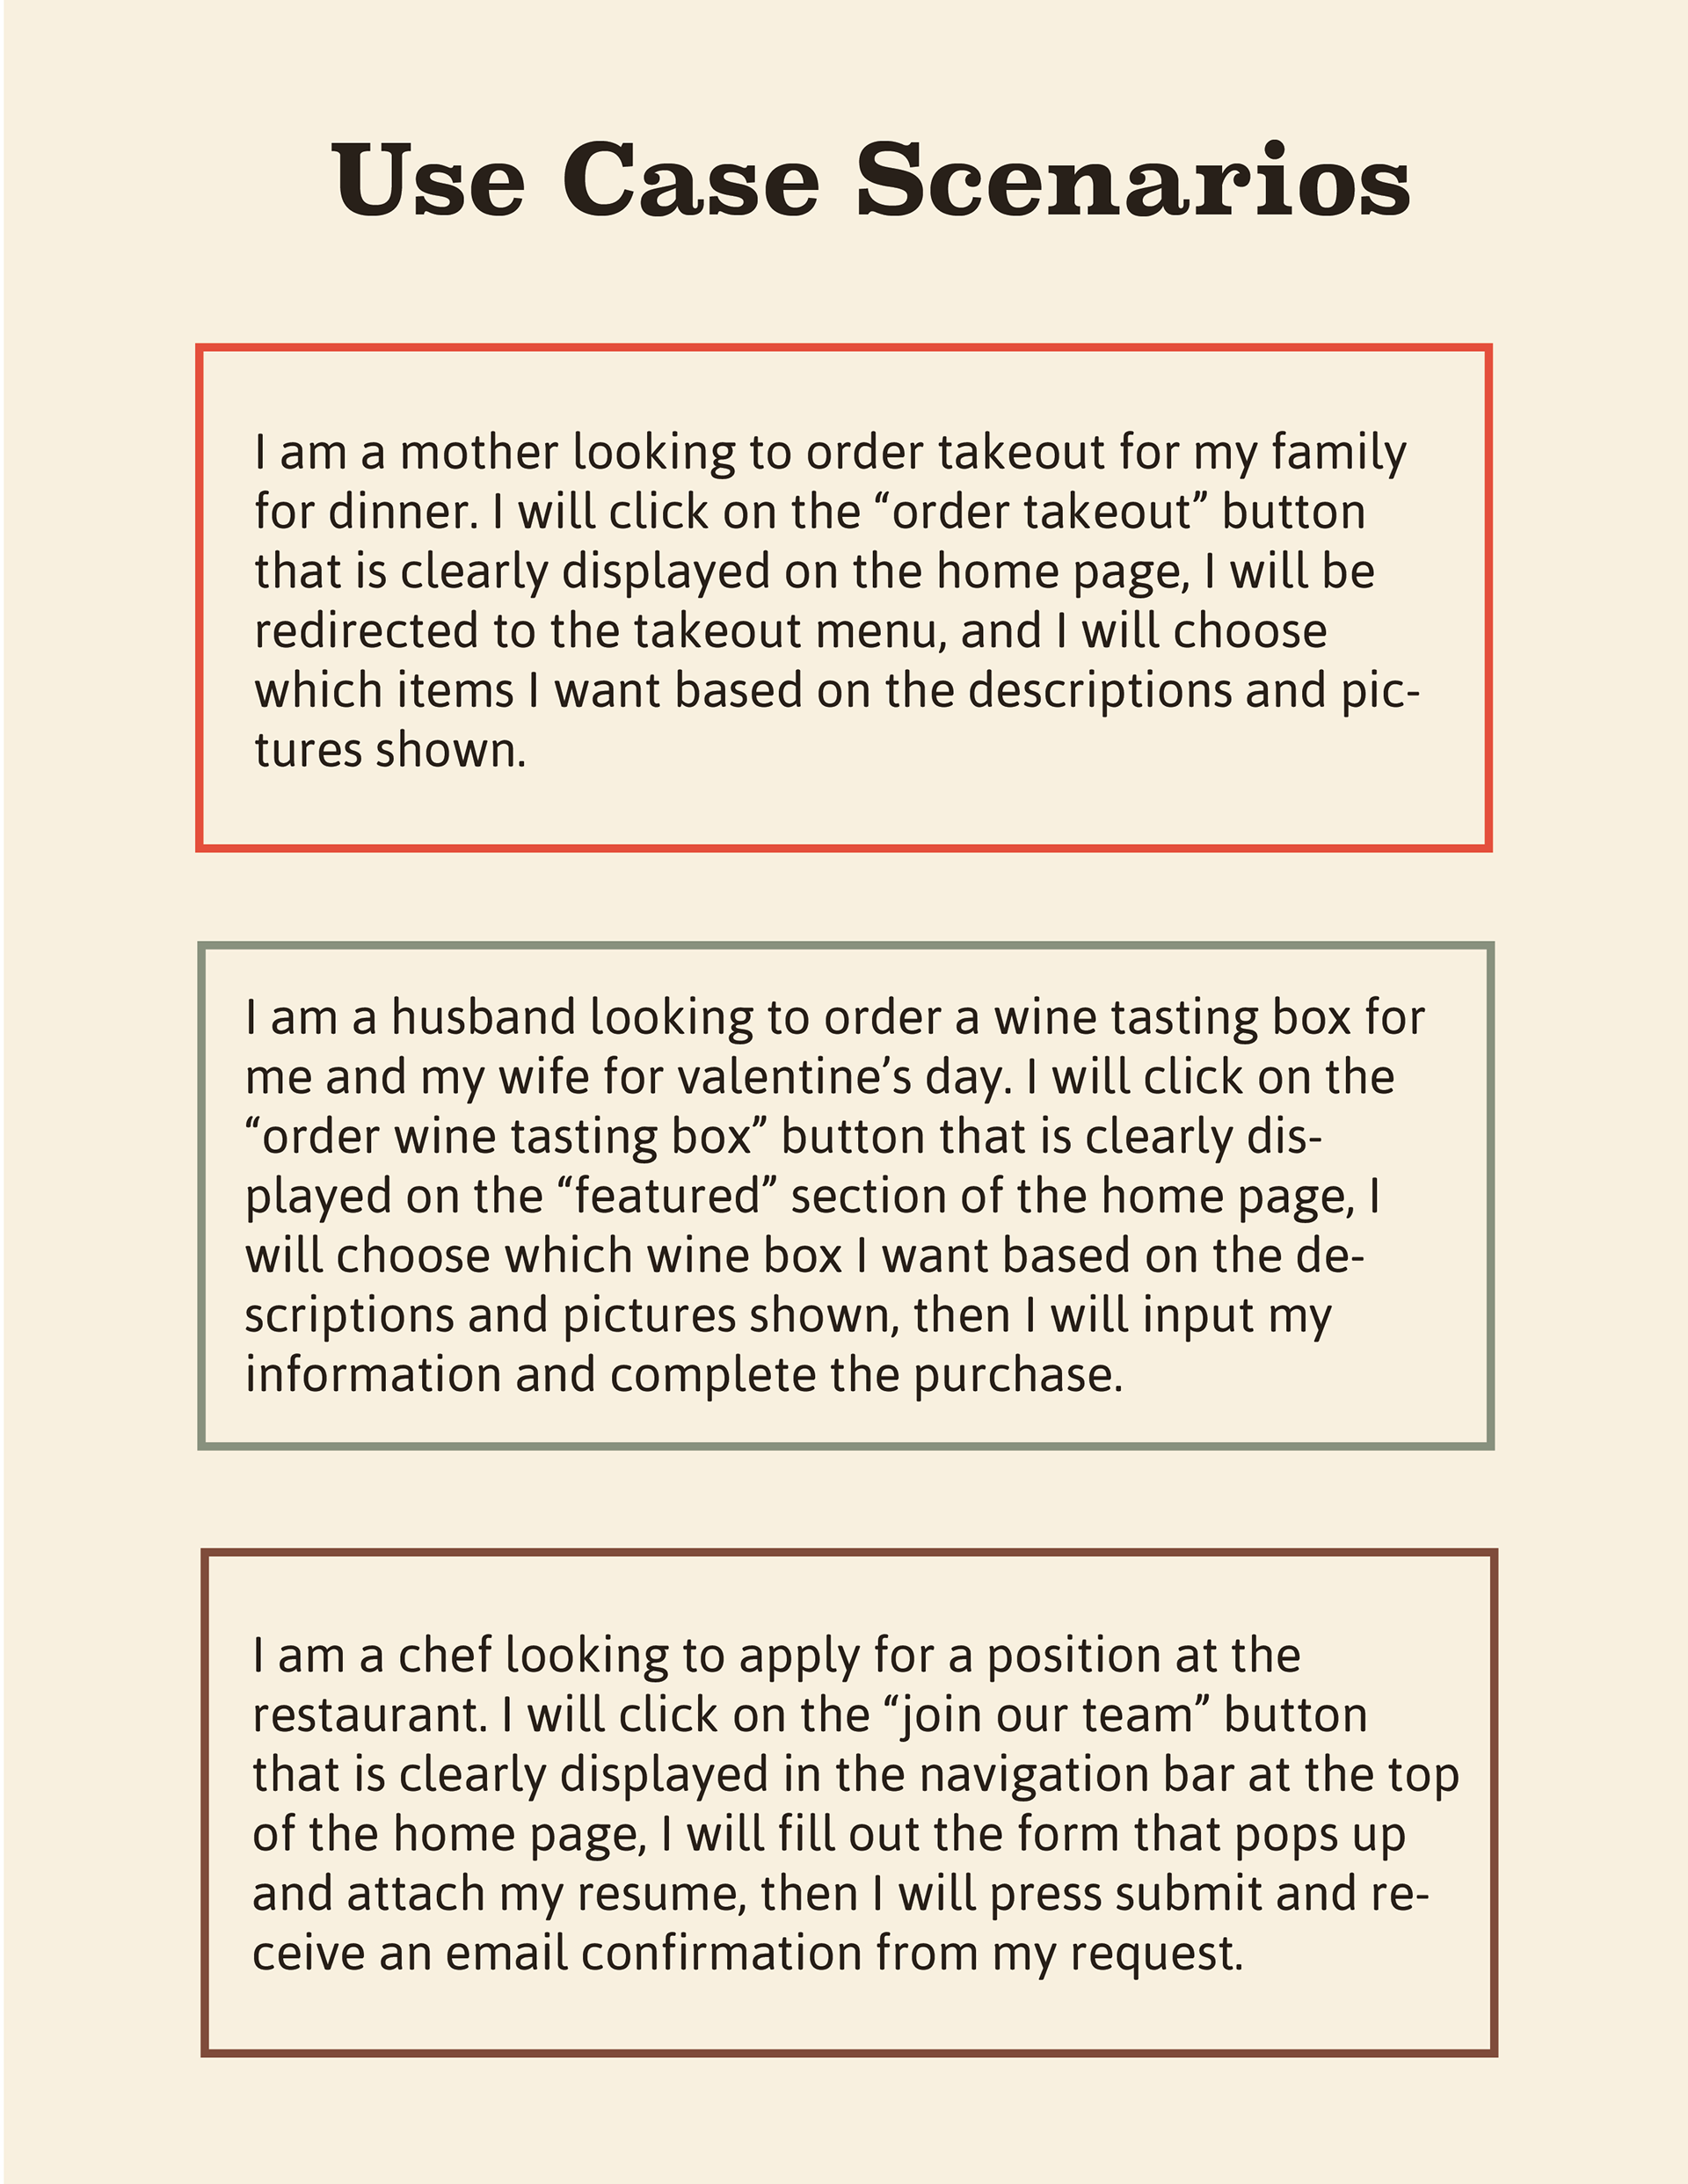 Use Case Scenarios
I am a mother looking to order takeout for my family
for dinner. I will click on the “order takeout” button
that is clearly displayed on the home page, I will be
redirected to the takeout menu, and I will choose
which items I want based on the descriptions and pic-
tures shown.
I am a husband looking to order a wine tasting box for
me and my wife for valentine’s day. I will click on the
“order wine tasting box” button that is clearly dis-
played on the “featured” section of the home page, I
will choose which wine box I want based on the de-
scriptions and pictures shown, then I will input my
information and complete the purchase.
I am a chef looking to apply for a position at the
restaurant. I will click on the “join our team” button
that is clearly displayed in the navigation bar at the top
of the home page, I will fill out the form that pops up
and attach my resume, then I will press submit and re-
ceive an email confirmation from my request.